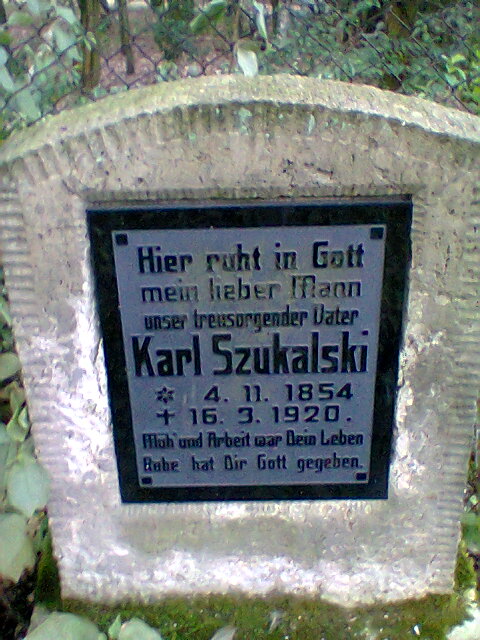 Hier ruht in Gott
mein lieber Mann
unser treusorgender Vater
Karl Szukalski
* 4. 11. 1854
+ 16. 3. 1920.
Müh' und Arbeit war Dein Leben
Ruhe hat Dir Gott gegeben.